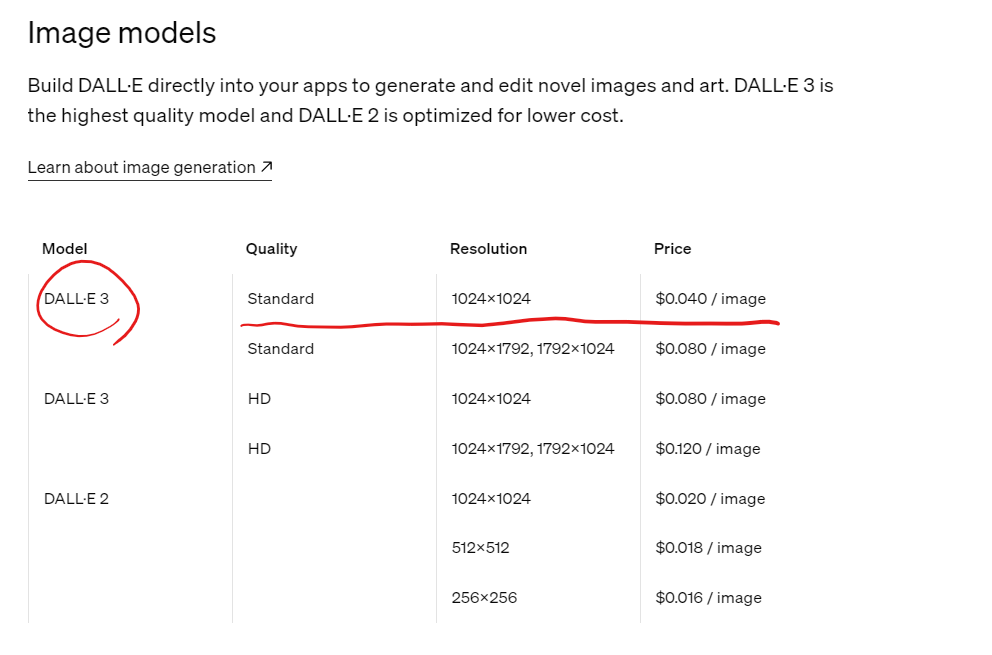 Image models
Build DALL·E directly into your apps to generate and edit novel images and art. DALL·E 3 is
the highest quality model and DALL·E 2 is optimized for lower cost.
Learn about image generation ↗
Model Quality Resolution Price
DALL·E 3 Standard 1024×1024 $0.040 / image
Standard 1024×1792, 1792×1024 $0.080 / image
DALL·E 3 HD 1024×1024 $0.080 / image
HD 1024×1792, 1792×1024 $0.120 / image
DALL·E 2 1024×1024 $0.020 / image
512×512 $0.018 / image
256×256 $0.016 / image